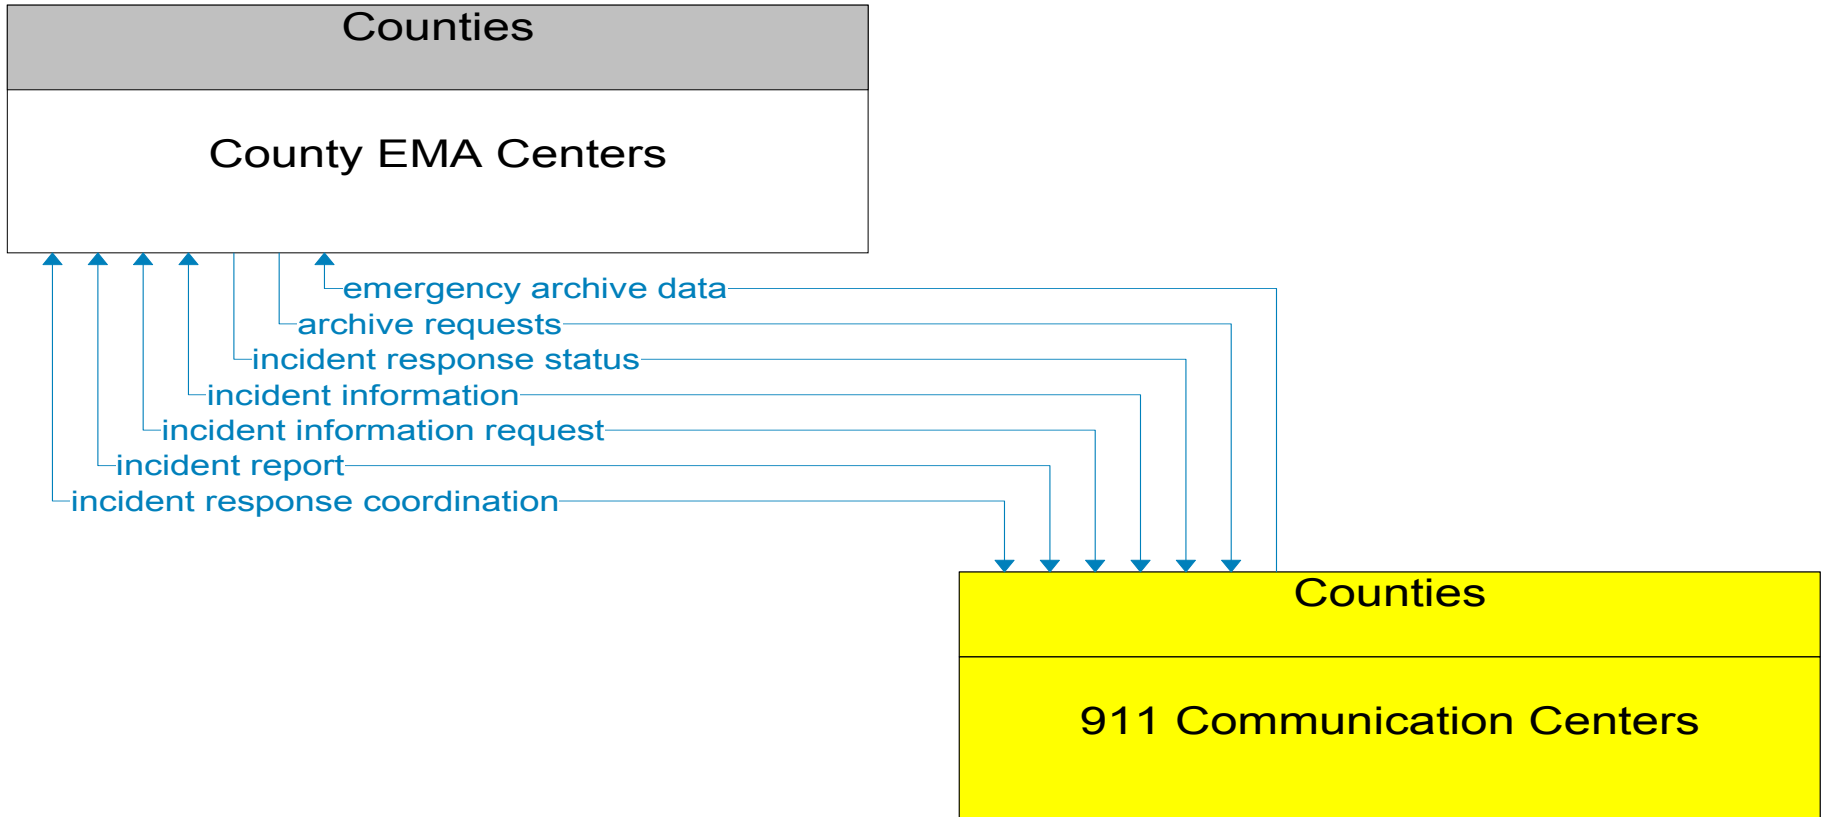 Counties
County EMA Centers
emergency archive data
archive requests
incident response status
incident information
incident information request
incident report
incident response coordination
Counties
911 Communication Centers